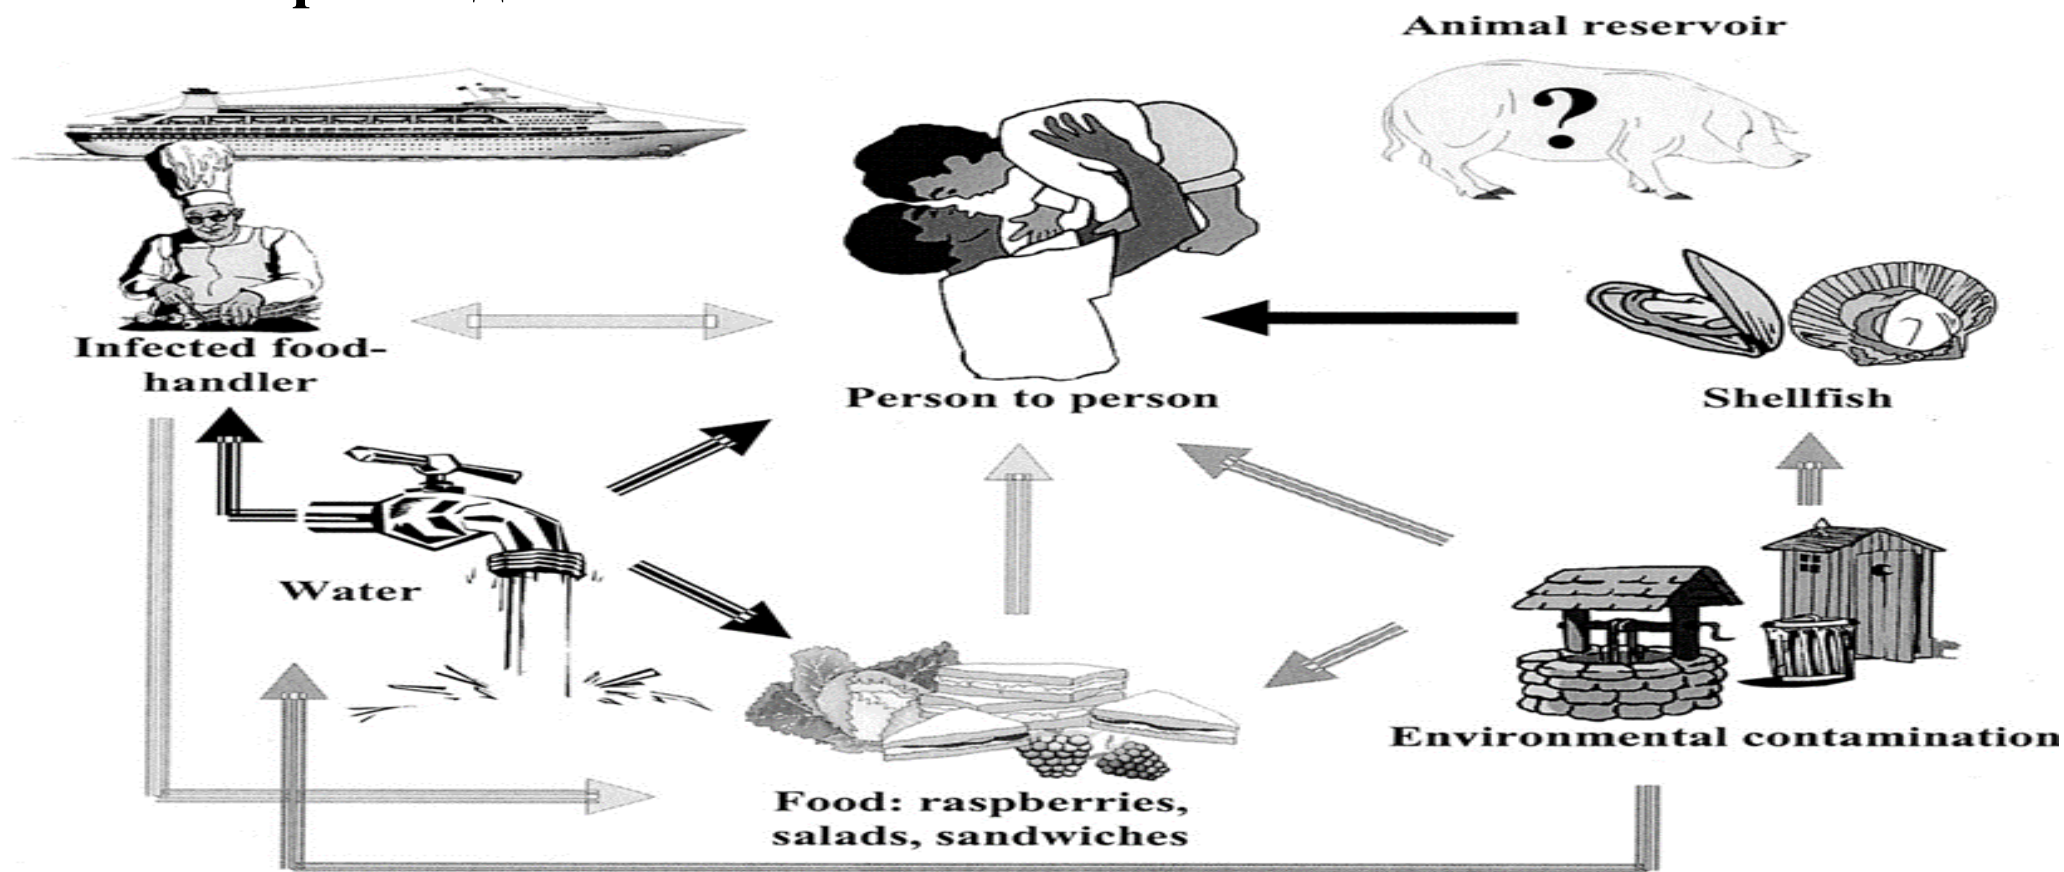 Animal reservoir
?
Infected food-
handler
Person to person
Shellfish
Water
Environmental contamination
Food: raspberries,
salads, sandwiches